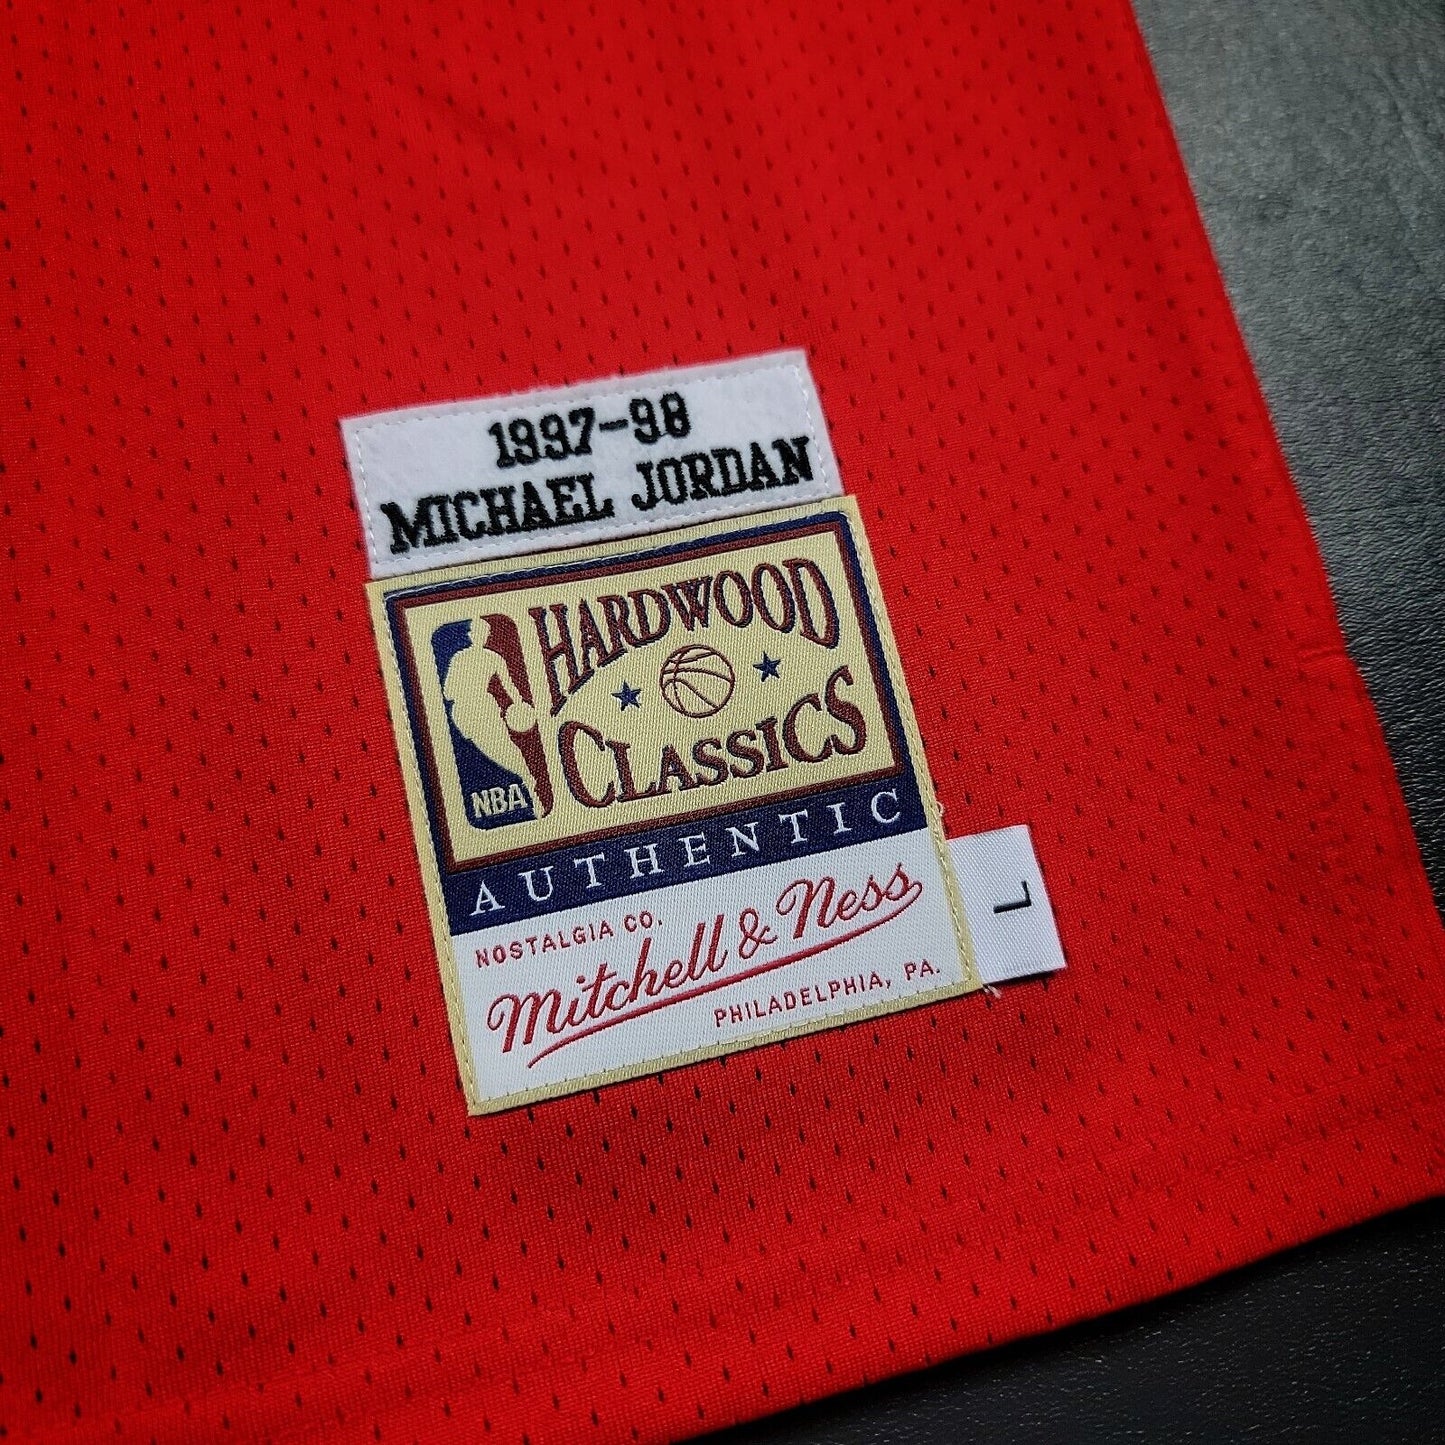 1997-98
MICHAEL JORDAN
HARDWOOD
CLASSICS
NBA
AUTHENTIC
L
NOSTALGIA CO.
Mitchell & Ness
PHILADELPHIA, PA.